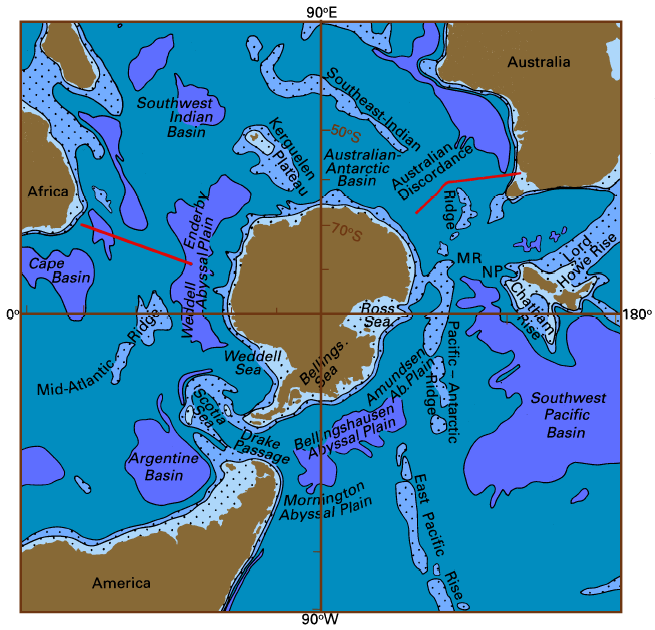 90°E
Australia
Southwest
Indian
Basin
Southeast-Indian
Ridge
50°S
Kerguelen
Plateau
Australian-
Antarctic
Basin
Australian
Discordance
Africa
Enderby
Abyssal Plain
Weddell
70°S
Lord
Howe Rise
MR
NP
Cape
Basin
Chatham
Rise
0°
180°
Ross
Sea
Mid-Atlantic
Ridge
Weddell
Sea
Bellings.
Sea
Amundsen
Ab.Plain
Pacific – Antarctic
Ridge
Southwest
Pacific
Basin
Scotia
Sea
Drake
Passage
Bellingshausen
Abyssal Plain
Argentine
Basin
Mornington
Abyssal Plain
East Pacific
Rise
America
90°W